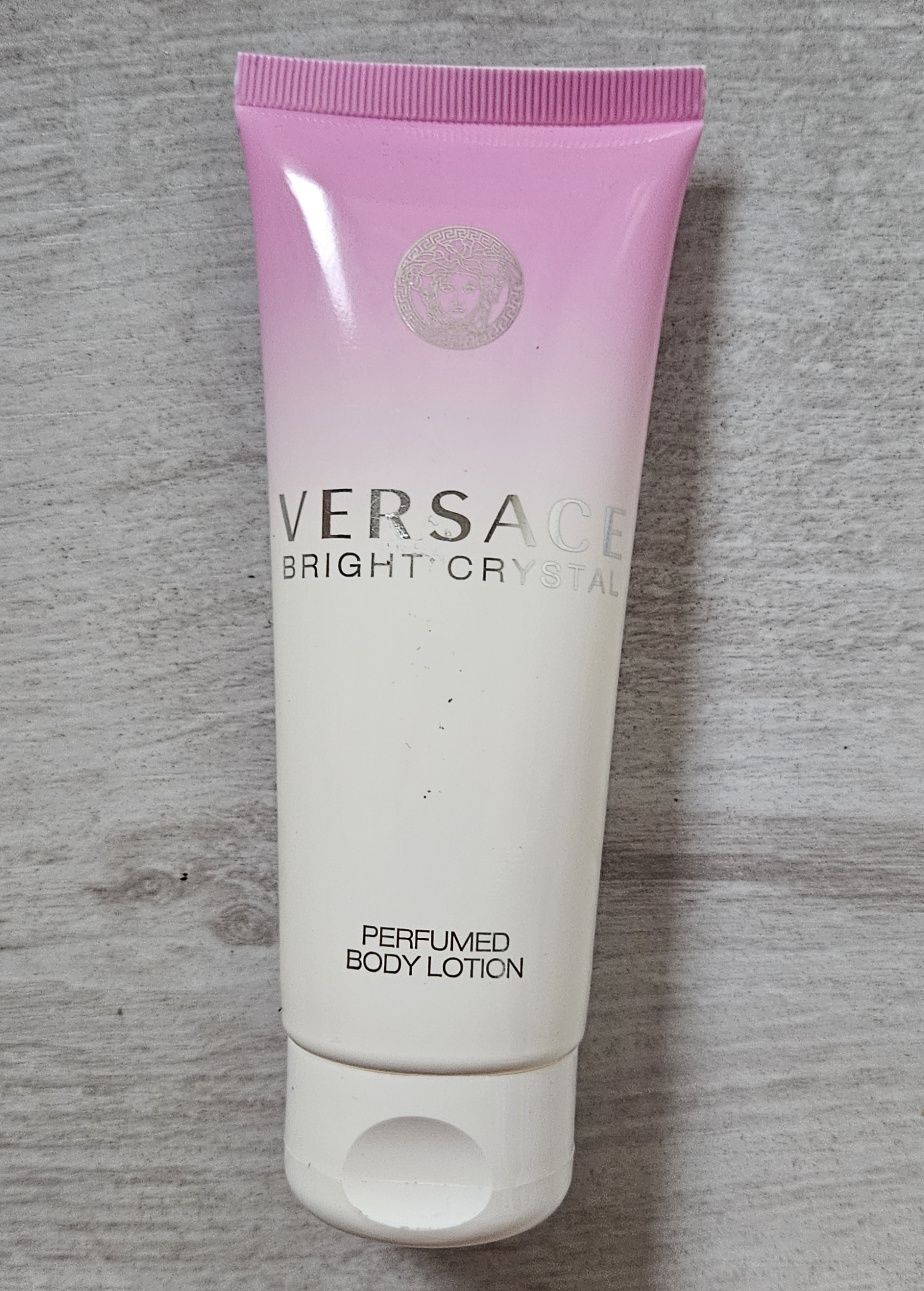 VERSACE
BRIGHT CRYSTAL
PERFUMED
BODY LOTION